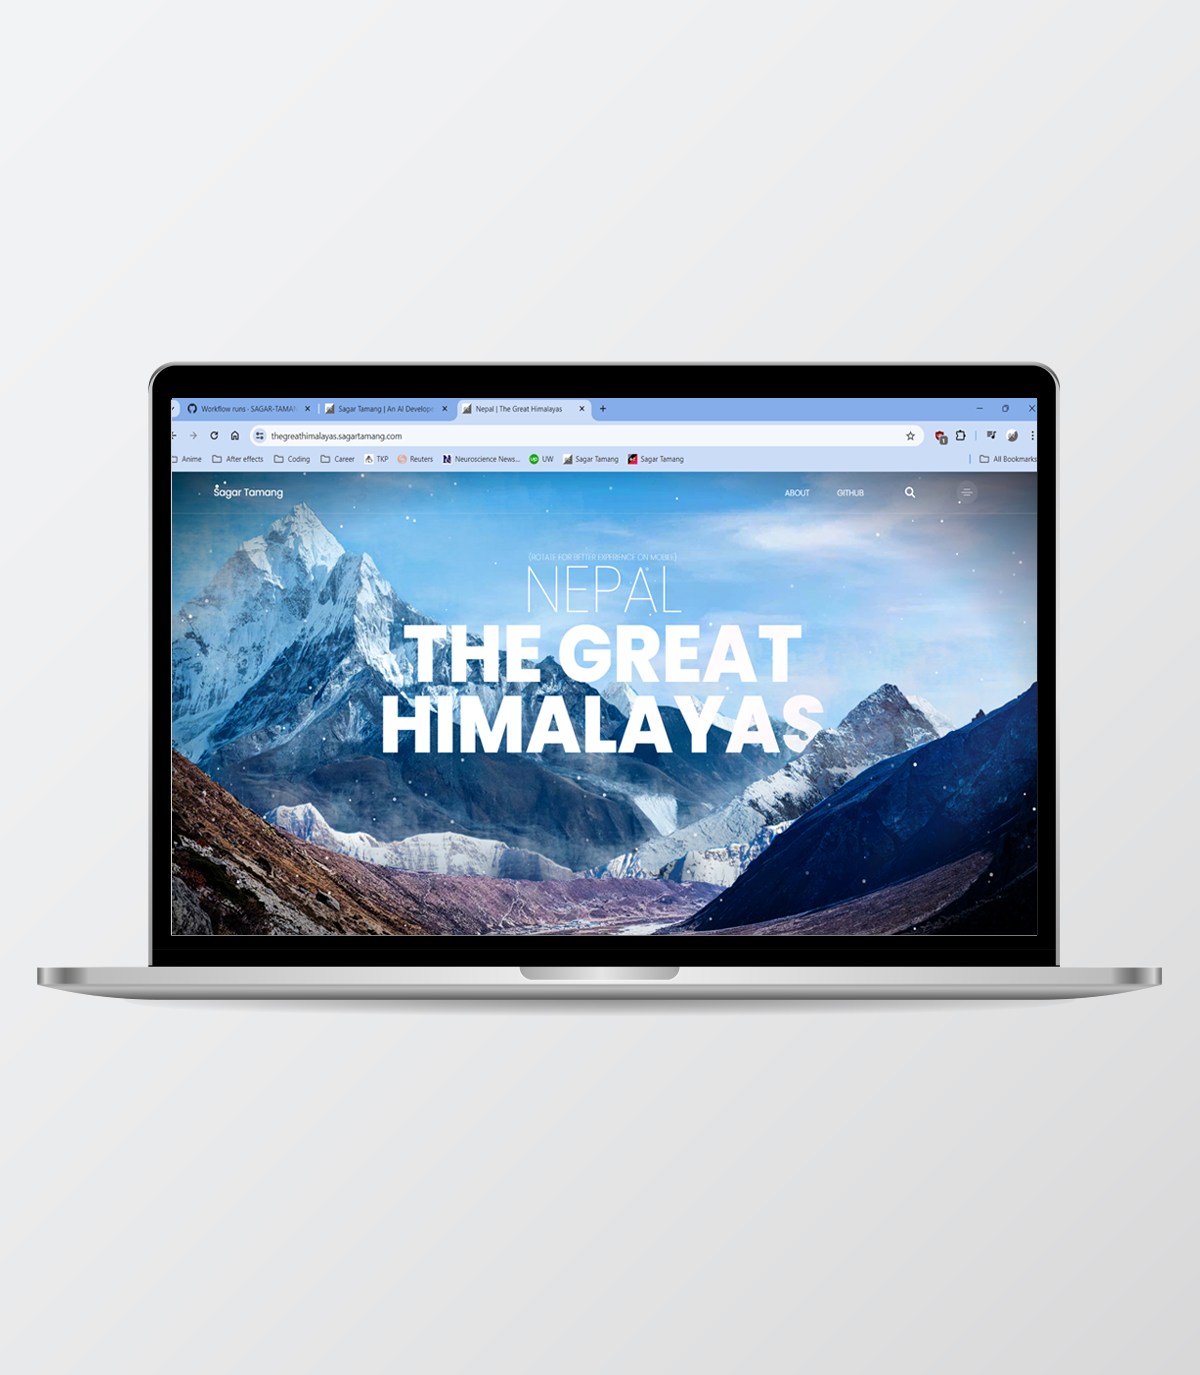 Workflow runs · SAGAR-TAMAN
Sagar Tamang | An AI Develope
Nepal | The Great Himalayas
thegreathimalayas.sagartamang.com
1
Anime
After effects
Coding
Career
TKP
Reuters
Neuroscience News...
UW
Sagar Tamang
Sagar Tamang
All Bookmarks
Sagar Tamang
ABOUT
GITHUB
(ROTATE FOR BETTER EXPERIENCE ON MOBILE)
NEPAL
THE GREAT
HIMALAYAS